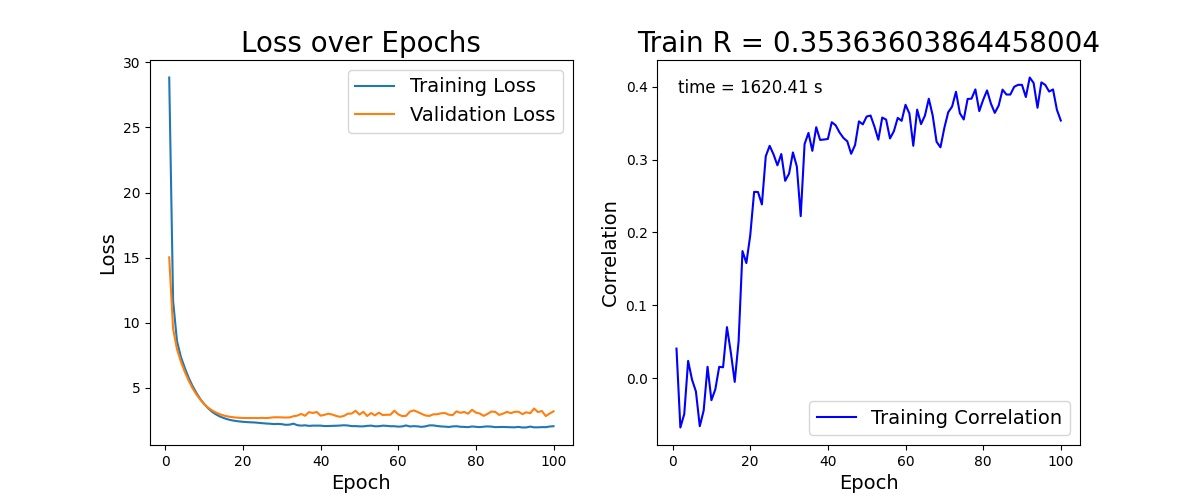 Loss over Epochs
Training Loss
Validation Loss
30
25
20
15
10
5
Loss
0 20 40 60 80 100
Epoch
Train R = 0.35363603864458004
time = 1620.41 s
0.4
0.3
0.2
0.1
0.0
Correlation
Training Correlation
0 20 40 60 80 100
Epoch